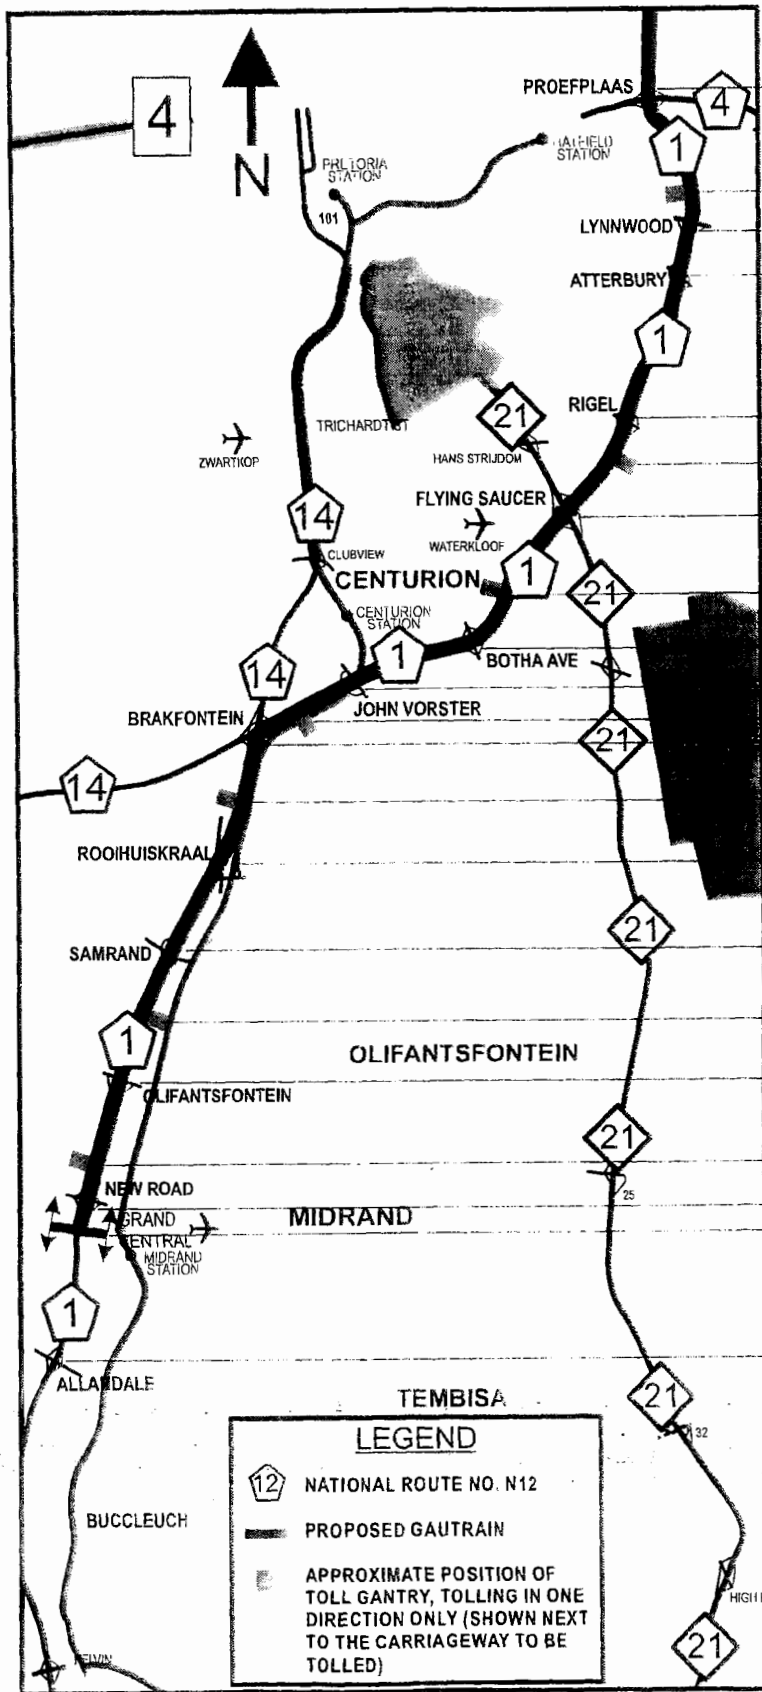 PROEFPLAAS
4
4
1
HATFIELD
STATION
N
PRETORIA
STATION
101
LYNNWOOD
ATTERBURY
1
RIGEL
21
TRICHARDT ST
HANS STRIJDOM
ZWARTKOP
FLYING SAUCER
14
WATERKLOOF
CLUBVIEW
CENTURION
1
21
CENTURION
STATION
1
BOTHA AVE
14
JOHN VORSTER
BRAKFONTEIN
21
14
ROOIHUISKRAAL
21
SAMRAND
1
OLIFANTSFONTEIN
OLIFANTSFONTEIN
21
NEW ROAD
25
GRAND
CENTRAL
MIDRAND
MIDRAND
STATION
1
ALLANDALE
21
TEMBISA
32
LEGEND
12 NATIONAL ROUTE NO. N12
PROPOSED GAUTRAIN
APPROXIMATE POSITION OF
TOLL GANTRY, TOLLING IN ONE
DIRECTION ONLY (SHOWN NEXT
TO THE CARRIAGEWAY TO BE
TOLLED)
BUCCLEUCH
HIGH
21
KELVIN